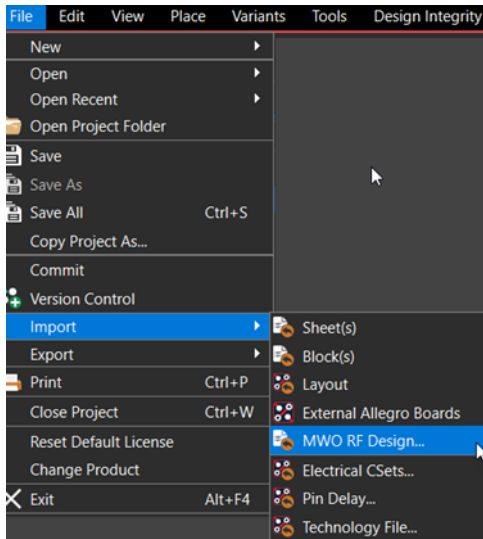 File Edit View Place Variants Tools Design Integrity
New
Open
Open Recent
Open Project Folder
Save
Save As
Save All Ctrl+S
Copy Project As...
Commit
Version Control
Import
Export
Print Ctrl+P
Close Project Ctrl+W
Reset Default License
Change Product
Exit Alt+F4
Sheet(s)
Block(s)
Layout
External Allegro Boards
MWO RF Design...
Electrical CSets...
Pin Delay...
Technology File...